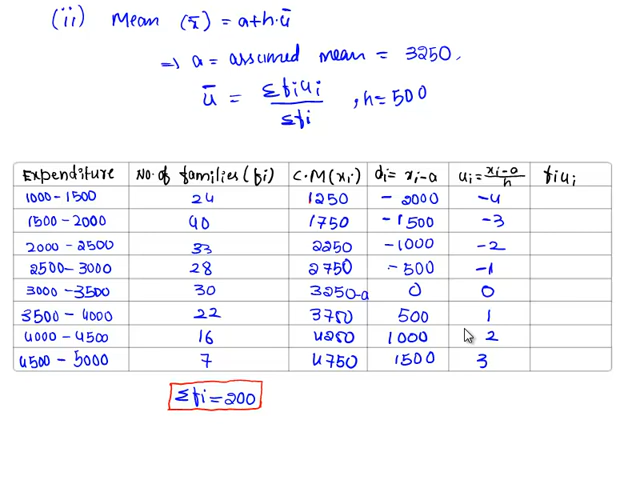 (ii) Mean (x̄) = a+h·ū
⇒ a = assumed mean = 3250.
ū = Σfiui / Σfi , h=500
Expenditure No. of families (fi) C.M (xi) di = xi-a ui = xi-a/h fiui
1000-1500 24 1250 -2000 -4
1500-2000 40 1750 -1500 -3
2000-2500 33 2250 -1000 -2
2500-3000 28 2750 -500 -1
3000-3500 30 3250-a 0 0
3500-4000 22 3750 500 1
4000-4500 16 4250 1000 2
4500-5000 7 4750 1500 3
Σfi=200